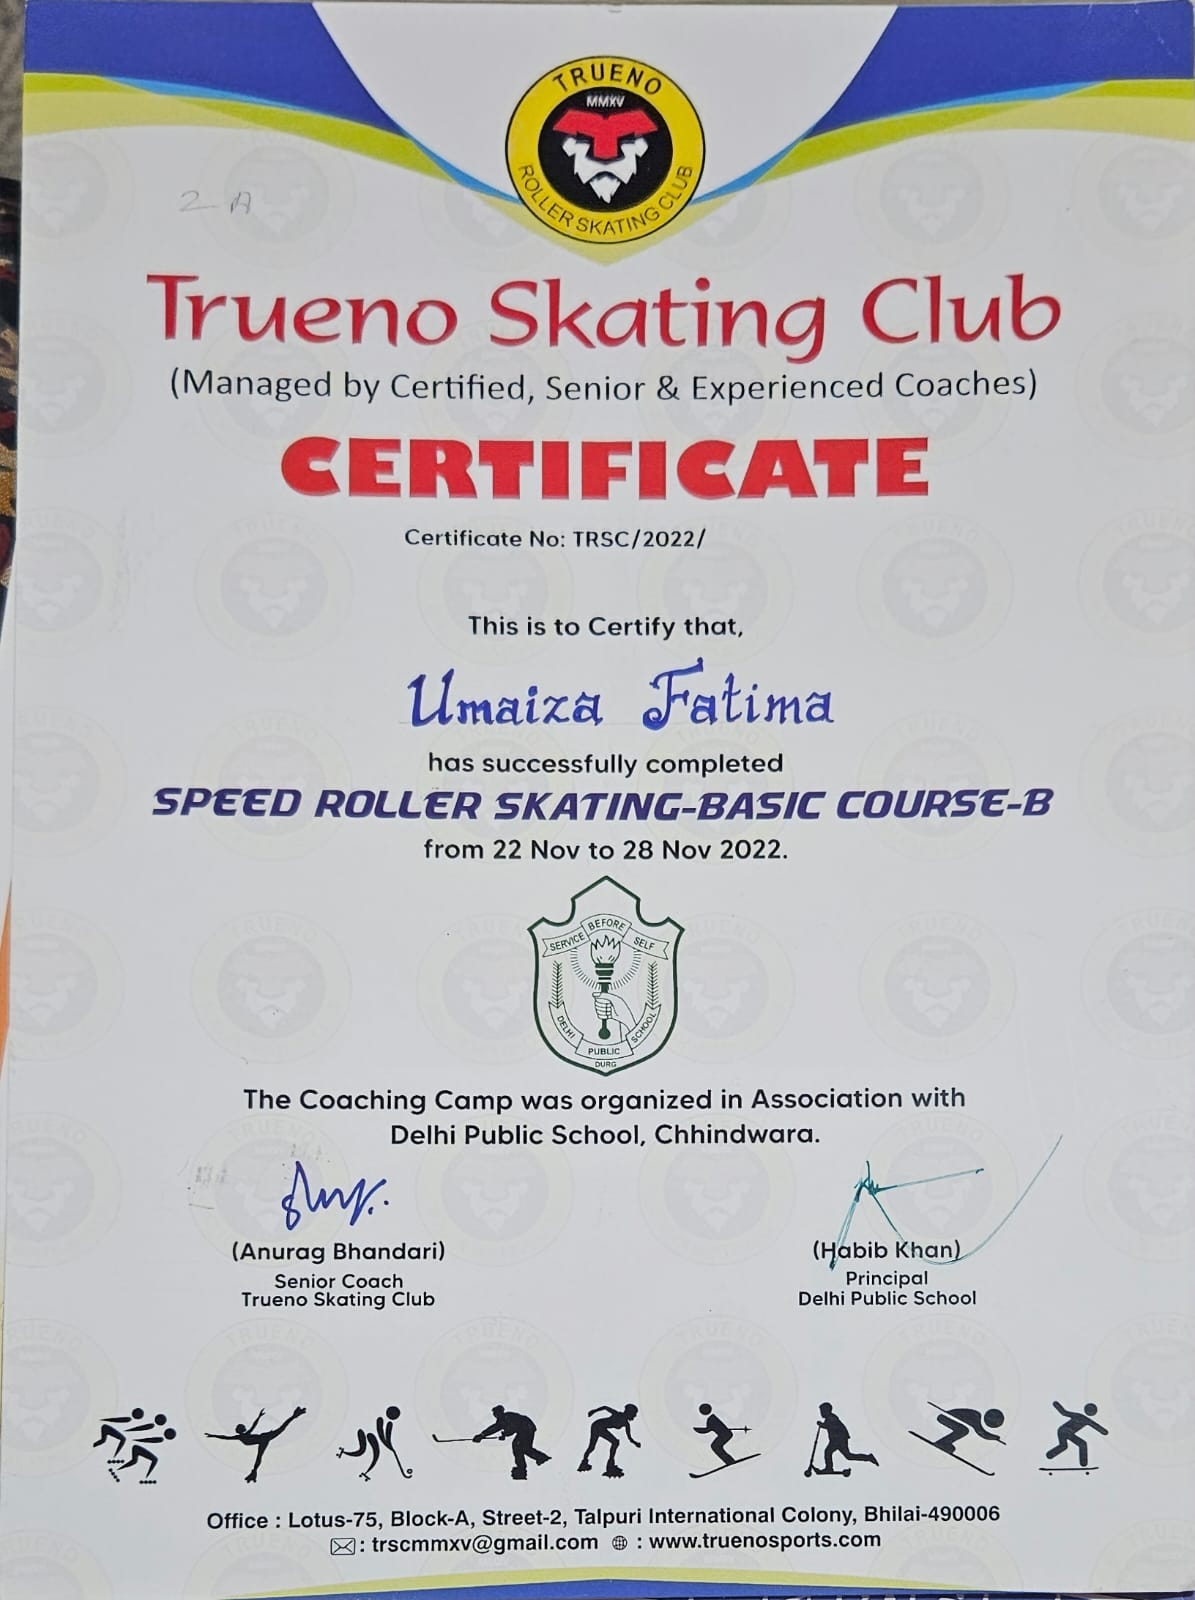 TRUENO
MMXV
ROLLER SKATING CLUB
2 A
Trueno Skating Club
(Managed by Certified, Senior & Experienced Coaches)
CERTIFICATE
Certificate No: TRSC/2022/
This is to Certify that,
Umaiza Fatima
has successfully completed
SPEED ROLLER SKATING-BASIC COURSE-B
from 22 Nov to 28 Nov 2022.
SERVICE BEFORE SELF
DELHI PUBLIC SCHOOL
DURG
The Coaching Camp was organized in Association with
Delhi Public School, Chhindwara.
(Anurag Bhandari) (Habib Khan)
Senior Coach Principal
Trueno Skating Club Delhi Public School
Office : Lotus-75, Block-A, Street-2, Talpuri International Colony, Bhilai-490006
: trscmmxv@gmail.com : www.truenosports.com